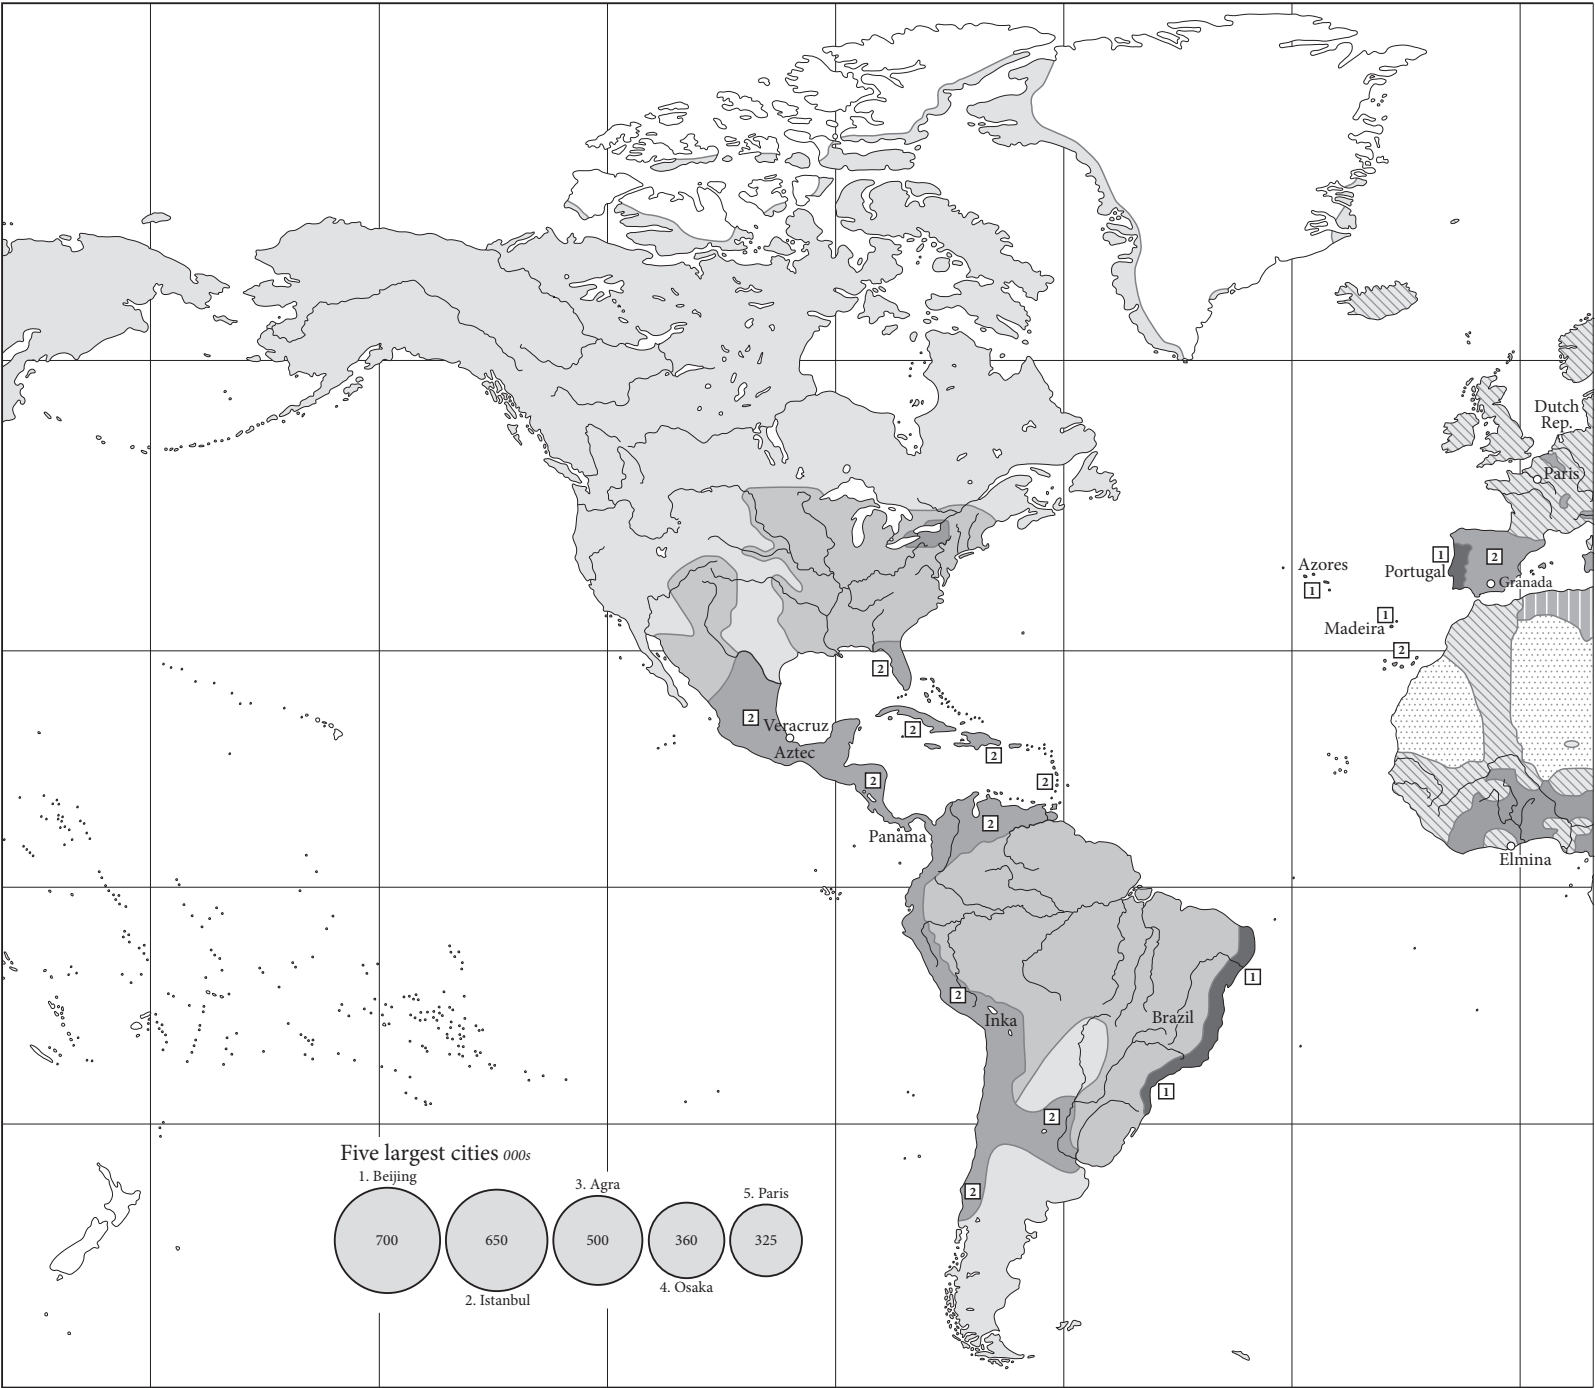 Dutch
Rep.
Paris
1
2
Azores
Portugal
Granada
1
1
Madeira
2
2
2
Veracruz
2
Aztec
2
2
2
2
Panama
Elmina
1
2
Inka
Brazil
1
2
Five largest cities 000s
1. Beijing
3. Agra
5. Paris
2
700
650
500
360
325
4. Osaka
2. Istanbul